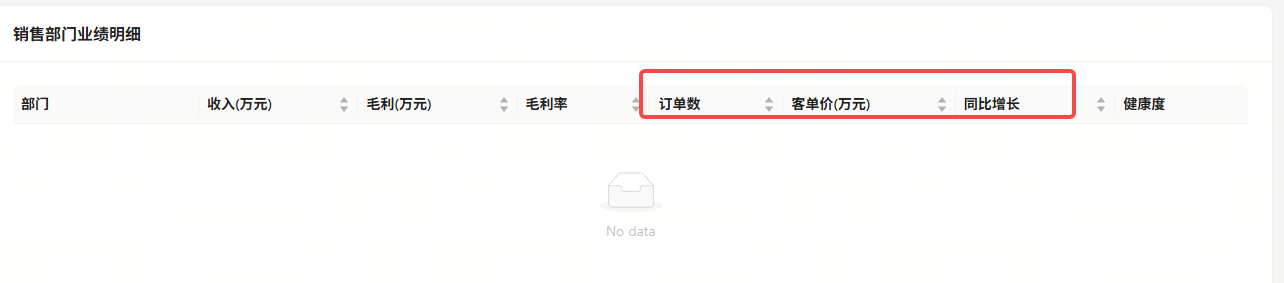 销售部门业绩明细
部门 收入(万元) 毛利(万元) 毛利率 订单数 客单价(万元) 同比增长 健康度
No data